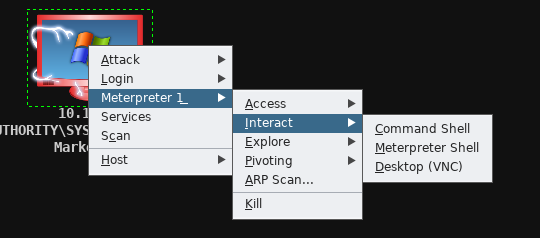 Attack
Login
Meterpreter 1
Services
Scan
Host
Access
Interact
Explore
Pivoting
ARP Scan...
Kill
Command Shell
Meterpreter Shell
Desktop (VNC)
10.1
UTHORITY\SYS
Marke